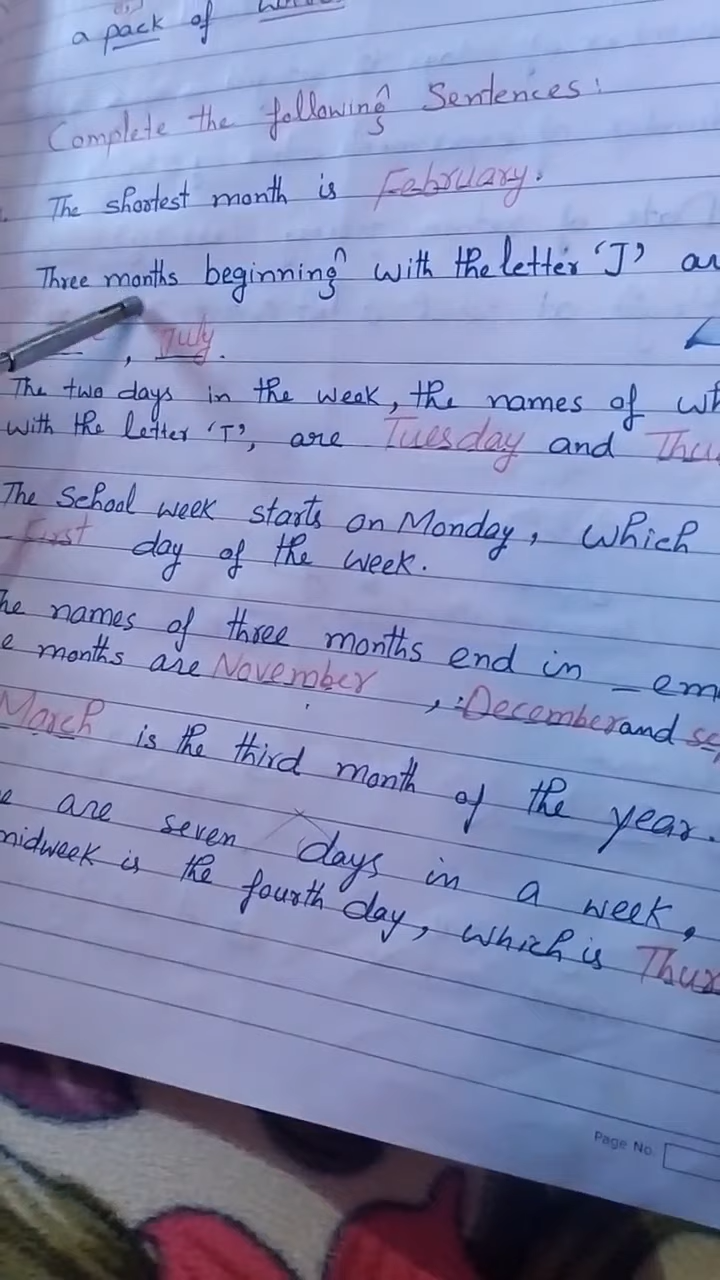 a pack of
Complete the following Sentences:
The shortest month is February.
Three months beginning with the letter 'J'
, July.
The two days in the week, the names of
with the letter 'T', are Tuesday and Thu
The School week starts on Monday, which
First day of the week.
he names of three months end in - em
e months are November, December and se
March is the third month of the year.
e are seven days in a week,
midweek is the fourth day, which is Thur
Page No.